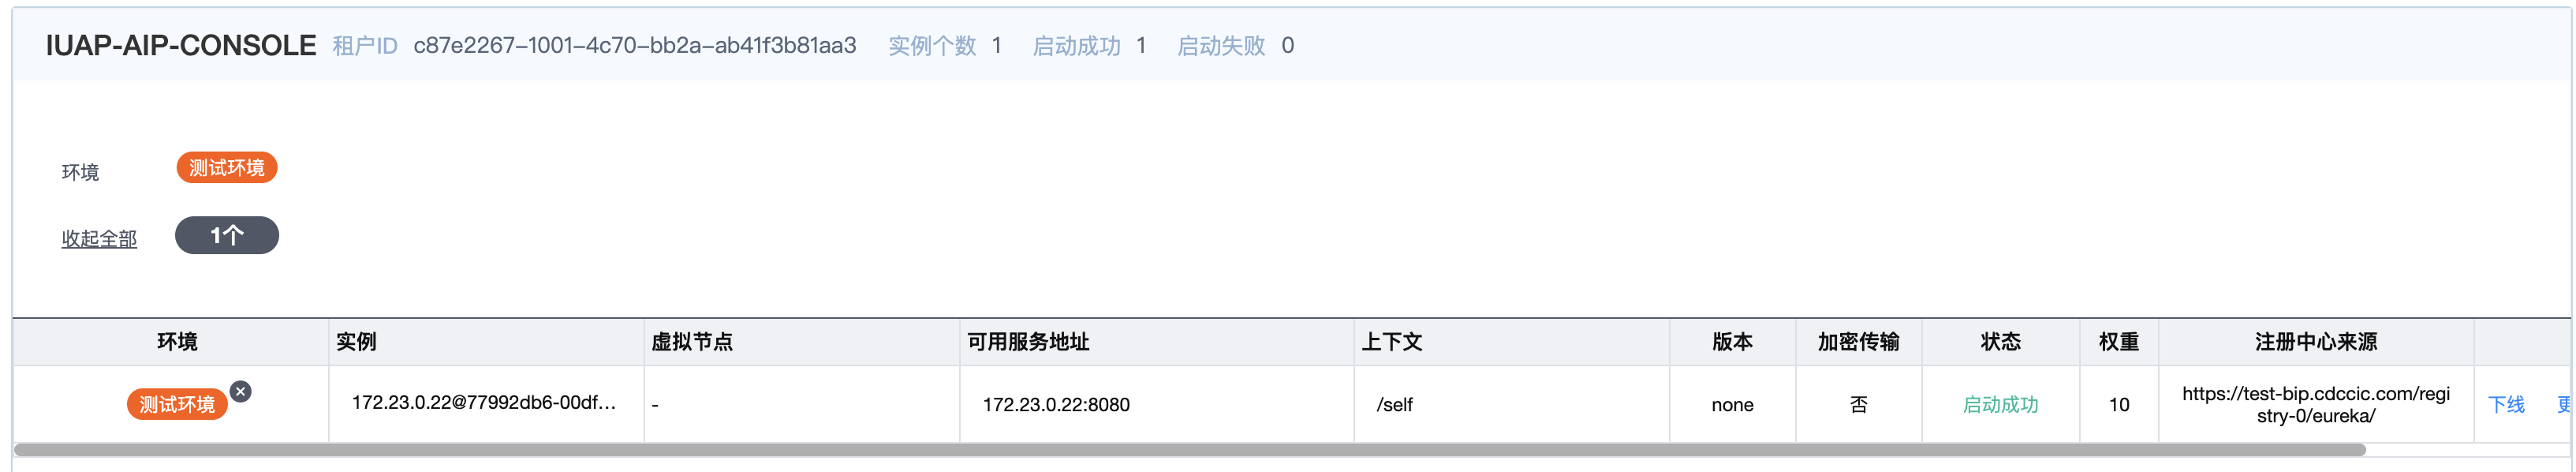 IUAP-AIP-CONSOLE 租户ID c87e2267-1001-4c70-bb2a-ab41f3b81aa3 实例个数 1 启动成功 1 启动失败 0
环境 测试环境
收起全部 1个
环境 实例 虚拟节点 可用服务地址 上下文 版本 加密传输 状态 权重 注册中心来源
测试环境 172.23.0.22@77992db6-00df... - 172.23.0.22:8080 /self none 否 启动成功 10 https://test-bip.cdccic.com/regi
stry-0/eureka/ 下线